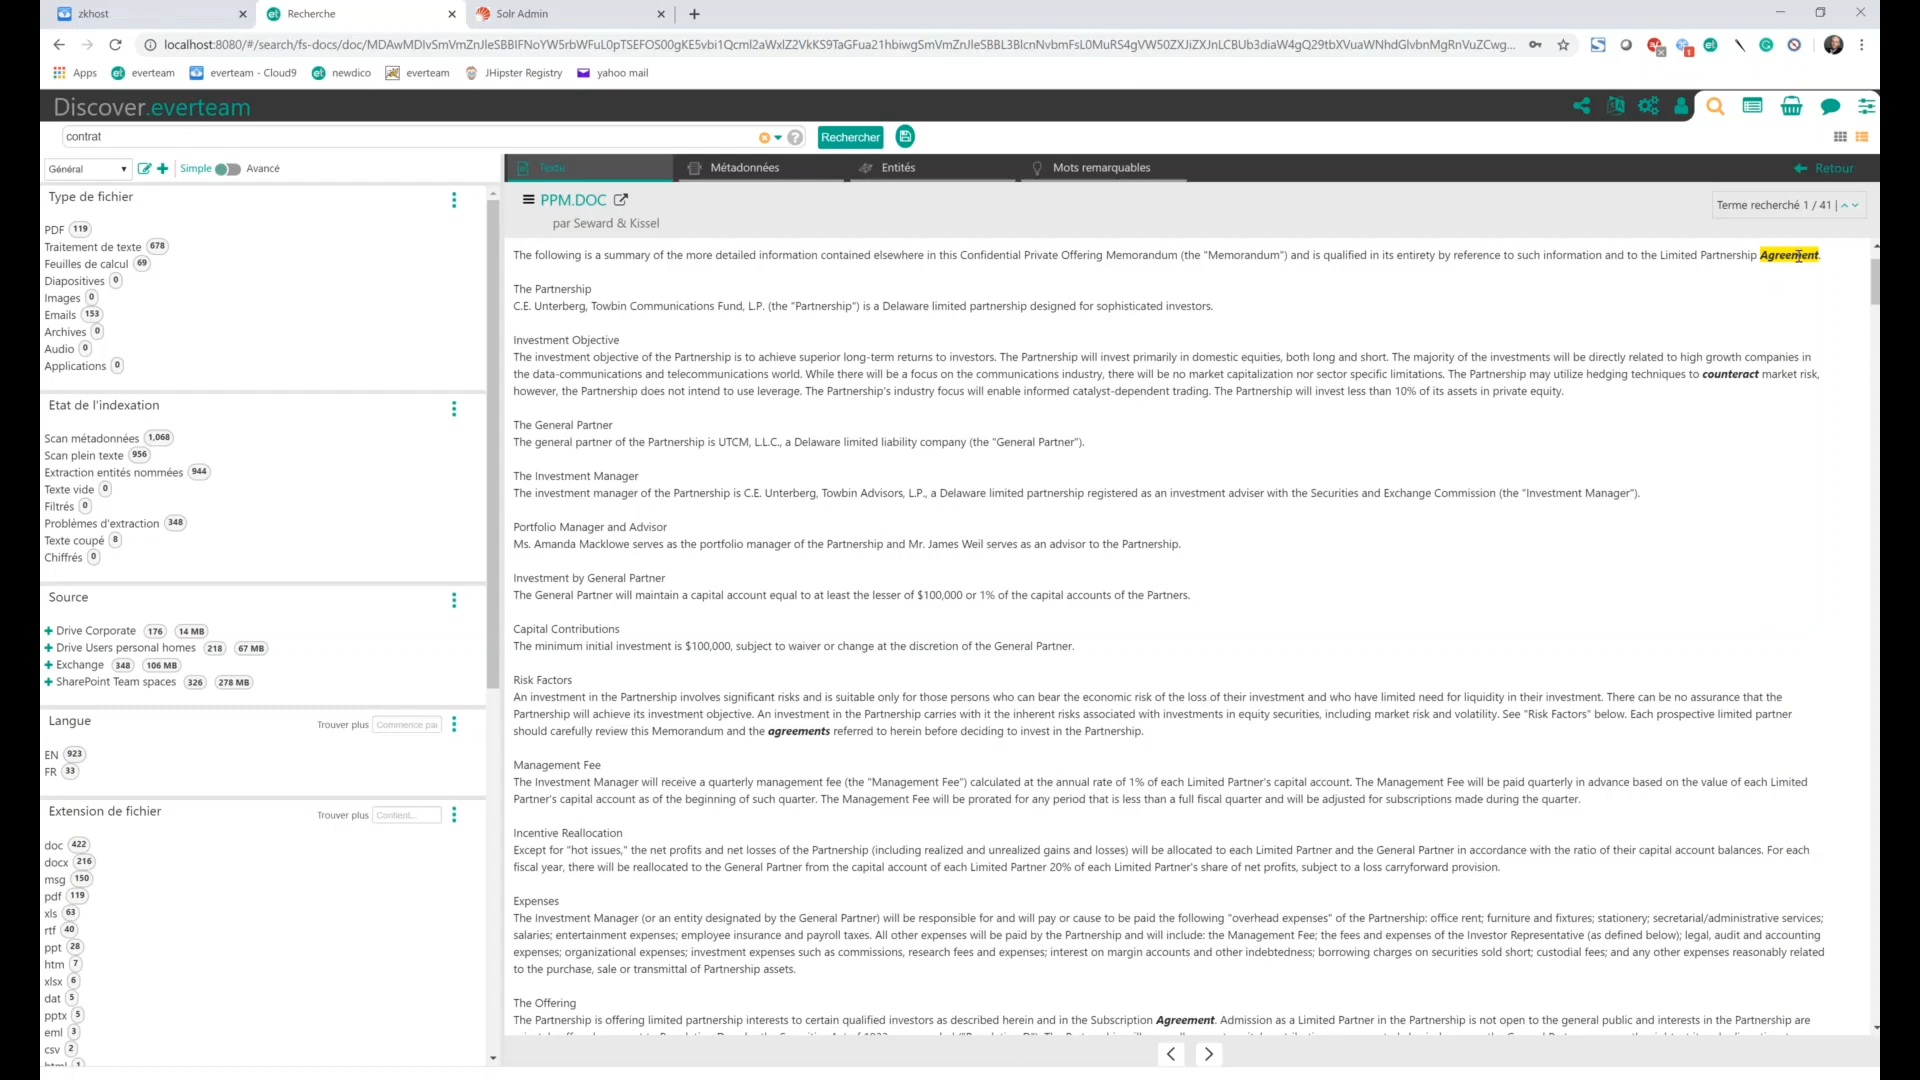 zkhost
Recherche
Solr Admin
Apps everteam everteam - Cloud9 newdico everteam JHipster Registry yahoo mail
Discover.everteam
contrat
Rechercher
Général Simple Avancé
Texte Métadonnées Entités Mots remarquables Retour
Type de fichier
PDF 119
Traitement de texte 678
Feuilles de calcul 69
Diapositives 0
Images 0
Emails 153
Archives 0
Audio 0
Applications 0
Etat de l'indexation
Scan métadonnées 1,068
Scan plein texte 956
Extraction entités nommées 944
Texte vide 0
Filtrés 0
Problèmes d'extraction 348
Texte coupé 8
Chiffrés 0
Source
Drive Corporate 176 14 MB
Drive Users personal homes 218 67 MB
Exchange 348 106 MB
SharePoint Team spaces 326 278 MB
Langue
Trouver plus Commence par
EN 923
FR 33
Extension de fichier
Trouver plus Contient...
doc 422
docx 216
msg 150
pdf 119
xls 63
rtf 40
ppt 28
htm 7
xlsx 6
dat 5
pptx 5
eml 3
csv 2
PPM.DOC
par Seward & Kissel
Terme recherché 1 / 41 |
The following is a summary of the more detailed information contained elsewhere in this Confidential Private Offering Memorandum (the "Memorandum") and is qualified in its entirety by reference to such information and to the Limited Partnership Agreement.
The Partnership
C.E. Unterberg, Towbin Communications Fund, L.P. (the "Partnership") is a Delaware limited partnership designed for sophisticated investors.
Investment Objective
The investment objective of the Partnership is to achieve superior long-term returns to investors. The Partnership will invest primarily in domestic equities, both long and short. The majority of the investments will be directly related to high growth companies in
the data-communications and telecommunications world. While there will be a focus on the communications industry, there will be no market capitalization nor sector specific limitations. The Partnership may utilize hedging techniques to counteract market risk,
however, the Partnership does not intend to use leverage. The Partnership's industry focus will enable informed catalyst-dependent trading. The Partnership will invest less than 10% of its assets in private equity.
The General Partner
The general partner of the Partnership is UTCM, L.L.C., a Delaware limited liability company (the "General Partner").
The Investment Manager
The investment manager of the Partnership is C.E. Unterberg, Towbin Advisors, L.P., a Delaware limited partnership registered as an investment adviser with the Securities and Exchange Commission (the "Investment Manager").
Portfolio Manager and Advisor
Ms. Amanda Macklowe serves as the portfolio manager of the Partnership and Mr. James Weil serves as an advisor to the Partnership.
Investment by General Partner
The General Partner will maintain a capital account equal to at least the lesser of $100,000 or 1% of the capital accounts of the Partners.
Capital Contributions
The minimum initial investment is $100,000, subject to waiver or change at the discretion of the General Partner.
Risk Factors
An investment in the Partnership involves significant risks and is suitable only for those persons who can bear the economic risk of the loss of their investment and who have limited need for liquidity in their investment. There can be no assurance that the
Partnership will achieve its investment objective. An investment in the Partnership carries with it the inherent risks associated with investments in equity securities, including market risk and volatility. See "Risk Factors" below. Each prospective limited partner
should carefully review this Memorandum and the agreements referred to herein before deciding to invest in the Partnership.
Management Fee
The Investment Manager will receive a quarterly management fee (the "Management Fee") calculated at the annual rate of 1% of each Limited Partner's capital account. The Management Fee will be paid quarterly in advance based on the value of each Limited
Partner's capital account as of the beginning of such quarter. The Management Fee will be prorated for any period that is less than a full fiscal quarter and will be adjusted for subscriptions made during the quarter.
Incentive Reallocation
Except for "hot issues," the net profits and net losses of the Partnership (including realized and unrealized gains and losses) will be allocated to each Limited Partner and the General Partner in accordance with the ratio of their capital account balances. For each
fiscal year, there will be reallocated to the General Partner from the capital account of each Limited Partner 20% of each Limited Partner's share of net profits, subject to a loss carryforward provision.
Expenses
The Investment Manager (or an entity designated by the General Partner) will be responsible for and will pay or cause to be paid the following "overhead expenses" of the Partnership: office rent; furniture and fixtures; stationery; secretarial/administrative services;
salaries; entertainment expenses; employee insurance and payroll taxes. All other expenses will be paid by the Partnership and will include: the Management Fee; the fees and expenses of the Investor Representative (as defined below); legal, audit and accounting
expenses; organizational expenses; investment expenses such as commissions, research fees and expenses; interest on margin accounts and other indebtedness; borrowing charges on securities sold short; custodial fees; and any other expenses reasonably related
to the purchase, sale or transmittal of Partnership assets.
The Offering
The Partnership is offering limited partnership interests to certain qualified investors as described herein and in the Subscription Agreement. Admission as a Limited Partner in the Partnership is not open to the general public and interests in the Partnership are